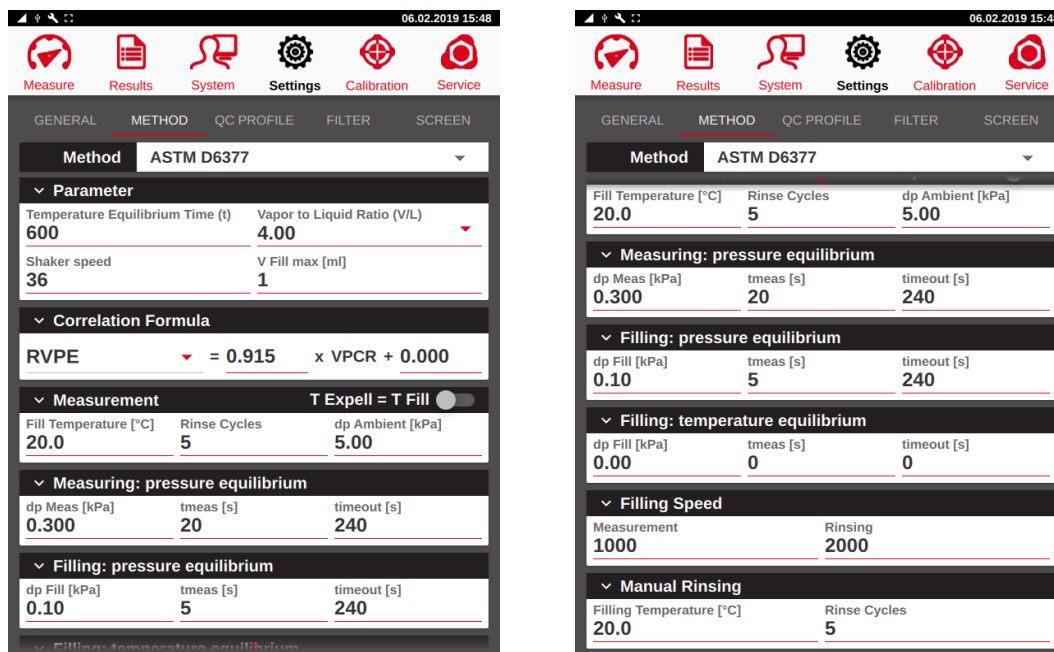 06.02.2019 15:48
Measure Results System Settings Calibration Service
GENERAL METHOD QC PROFILE FILTER SCREEN
Method ASTM D6377
Parameter
Temperature Equilibrium Time (t) Vapor to Liquid Ratio (V/L)
600 4.00
Shaker speed V Fill max [ml]
36 1
Correlation Formula
RVPE = 0.915 x VPCR + 0.000
Measurement T Expell = T Fill
Fill Temperature [°C] Rinse Cycles dp Ambient [kPa]
20.0 5 5.00
Measuring: pressure equilibrium
dp Meas [kPa] tmeas [s] timeout [s]
0.300 20 240
Filling: pressure equilibrium
dp Fill [kPa] tmeas [s] timeout [s]
0.10 5 240
Filling: temperature equilibrium
06.02.2019 15:4
Measure Results System Settings Calibration Service
GENERAL METHOD QC PROFILE FILTER SCREEN
Method ASTM D6377
Fill Temperature [°C] Rinse Cycles dp Ambient [kPa]
20.0 5 5.00
Measuring: pressure equilibrium
dp Meas [kPa] tmeas [s] timeout [s]
0.300 20 240
Filling: pressure equilibrium
dp Fill [kPa] tmeas [s] timeout [s]
0.10 5 240
Filling: temperature equilibrium
dp Fill [kPa] tmeas [s] timeout [s]
0.00 0 0
Filling Speed
Measurement Rinsing
1000 2000
Manual Rinsing
Filling Temperature [°C] Rinse Cycles
20.0 5